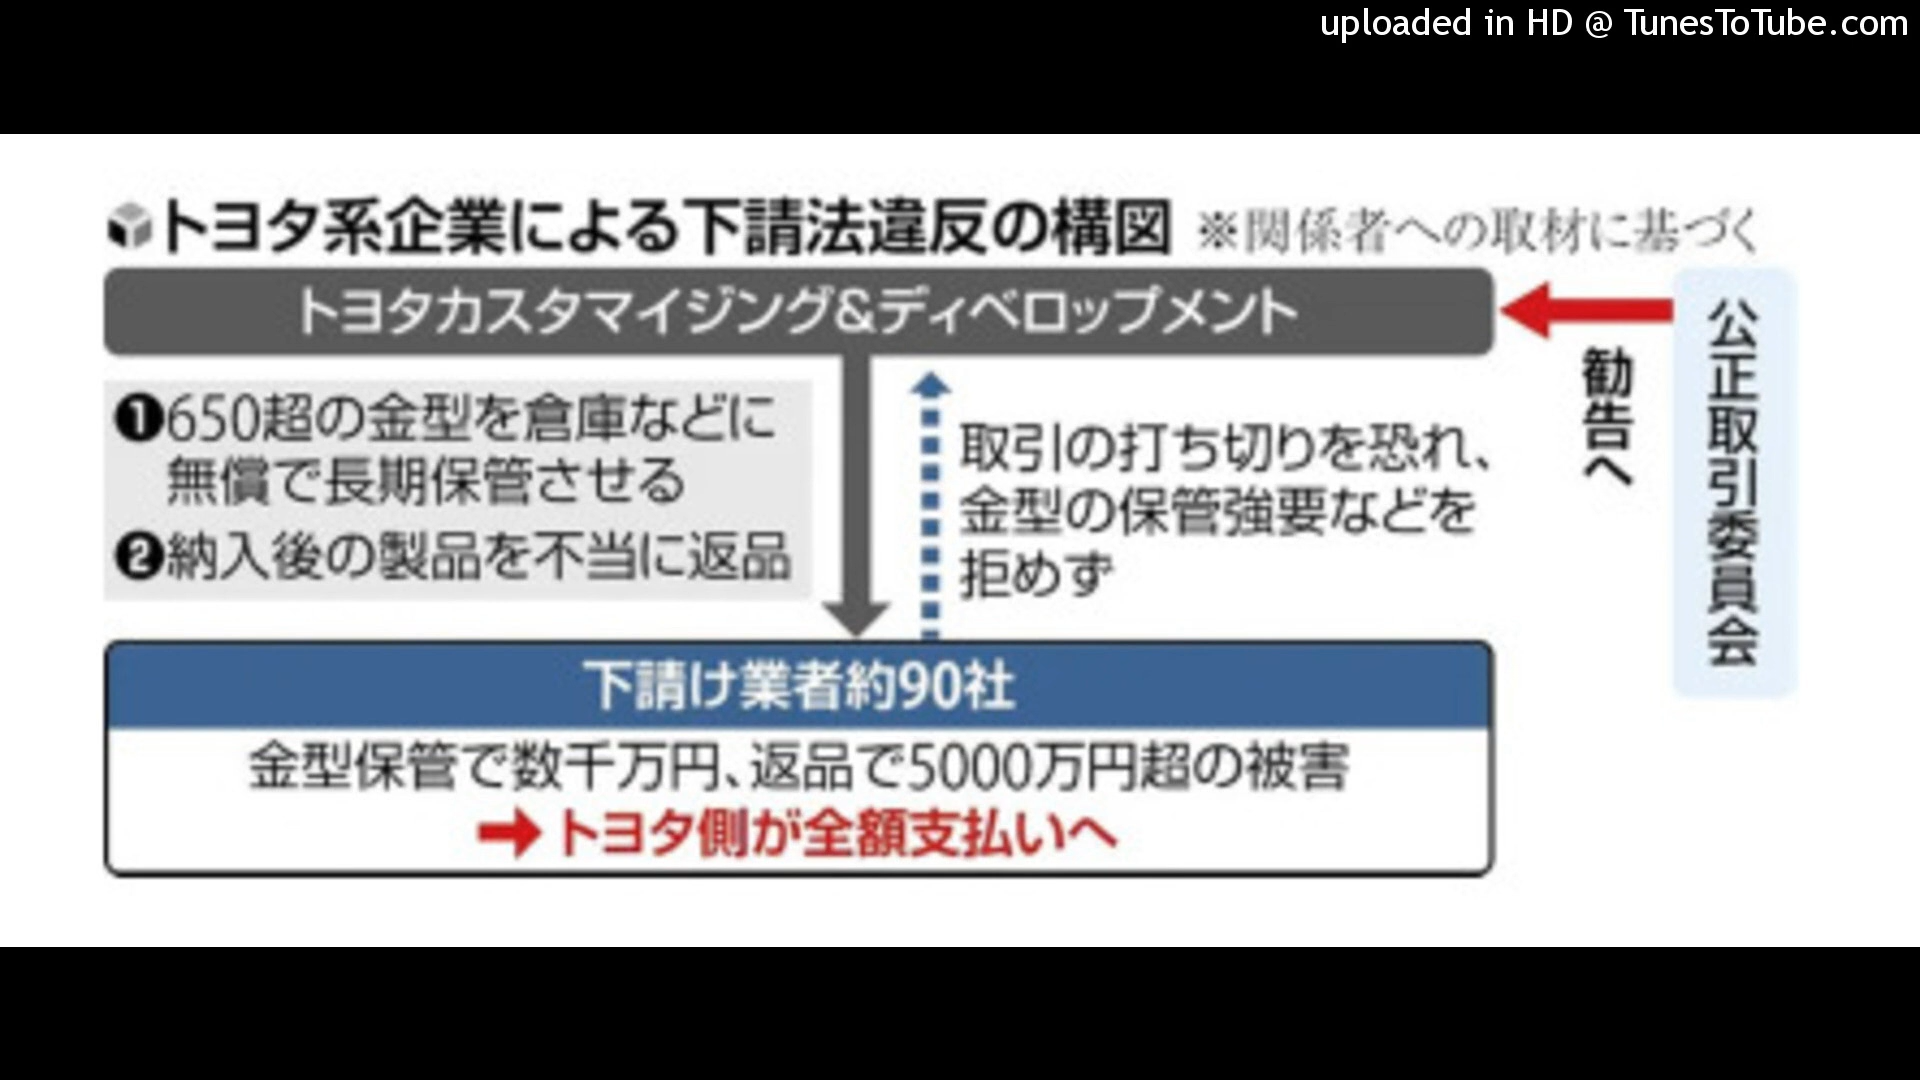 uploaded in HD @ TunesToTube.com
トヨタ系企業による下請法違反の構図 ※関係者への取材に基づく
トヨタカスタマイジング&ディベロップメント
公正取引委員会
勧告へ
❶650超の金型を倉庫などに
無償で長期保管させる
❷納入後の製品を不当に返品
取引の打ち切りを恐れ、
金型の保管強要などを
拒めず
下請け業者約90社
金型保管で数千万円、返品で5000万円超の被害
➡トヨタ側が全額支払いへ